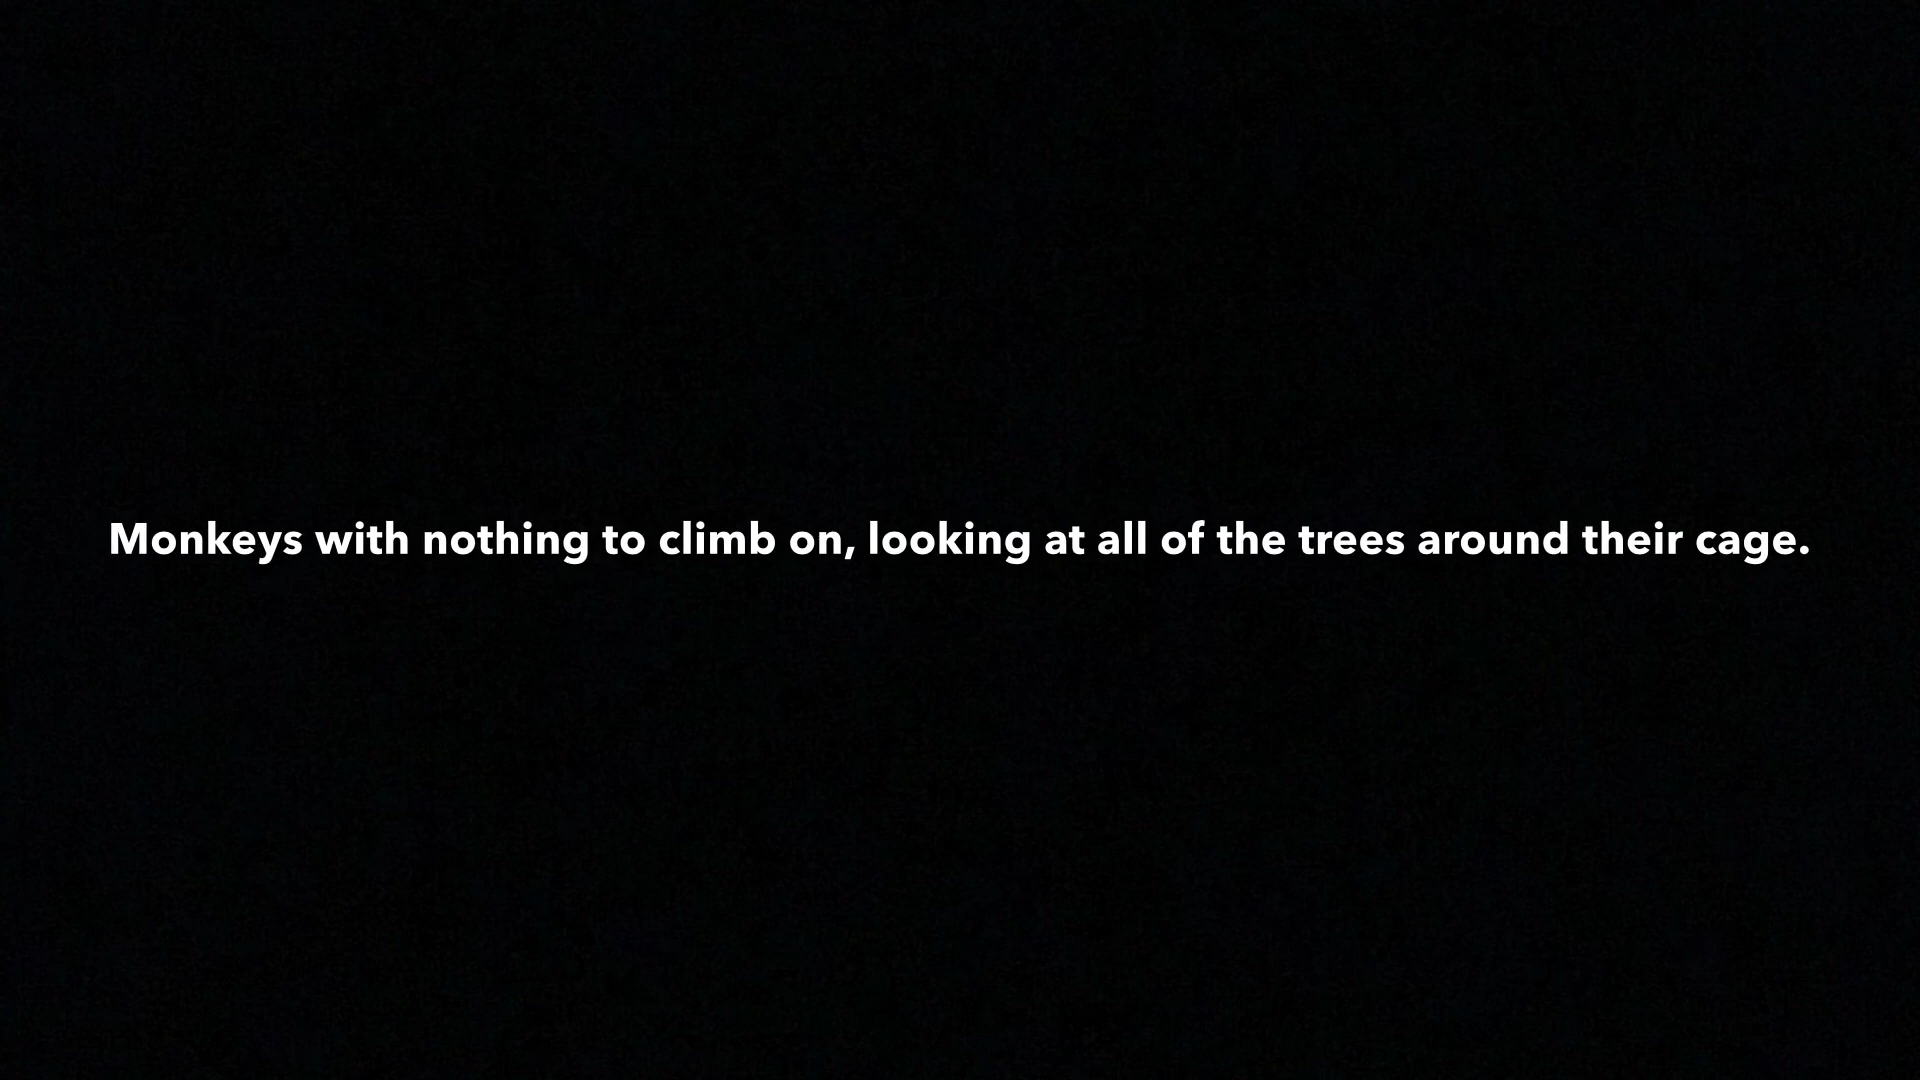 Monkeys with nothing to climb on, looking at all of the trees around their cage.